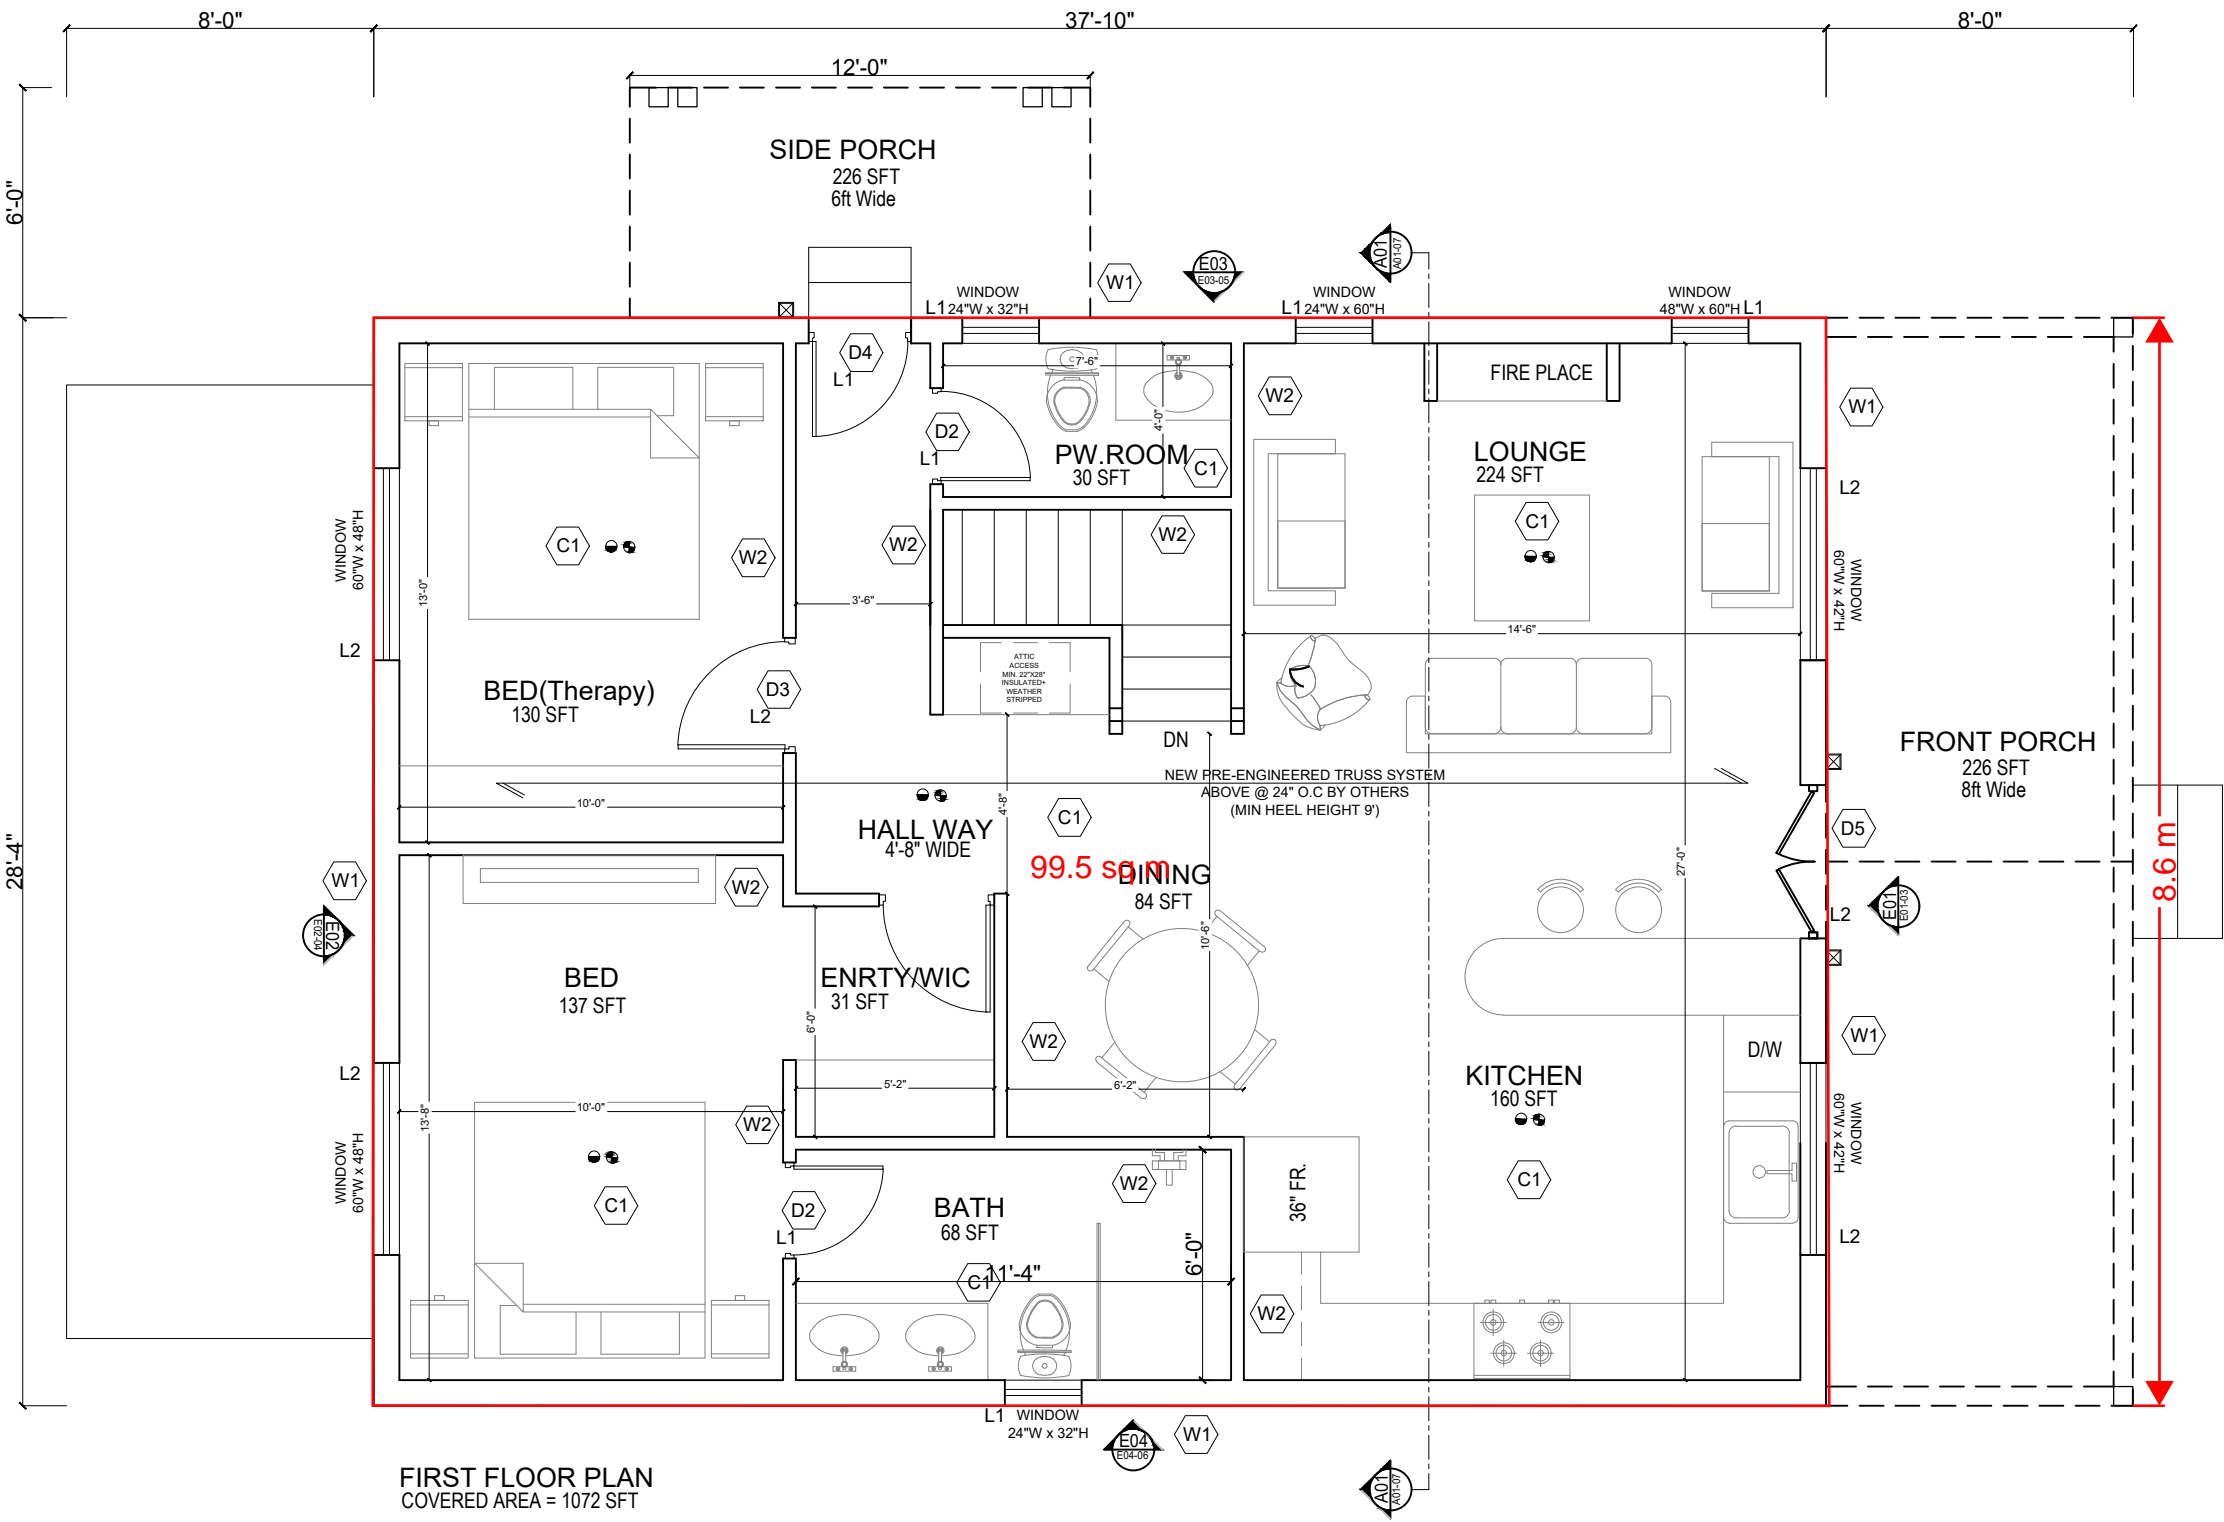 8'-0"
37'-10"
8'-0"
12'-0"
6'-0"
SIDE PORCH
226 SFT
6ft Wide
A01
A01-07
E03
E03-05
W1
WINDOW
L1 24"W x 32"H
WINDOW
L1 24"W x 60"H
WINDOW
48"W x 60"H L1
D4
L1
7'-6"
W2
FIRE PLACE
W1
D2
L1
4'-0"
PW.ROOM
30 SFT
C1
LOUNGE
224 SFT
L2
WINDOW
60"W x 48"H
C1
W2
W2
W2
C1
WINDOW
60"W x 42"H
13'-0"
3'-6"
14'-6"
L2
ATTIC
ACCESS
MIN. 22"X28"
INSULATED+
WEATHER
STRIPPED
BED(Therapy)
130 SFT
D3
L2
DN
FRONT PORCH
226 SFT
8ft Wide
NEW PRE-ENGINEERED TRUSS SYSTEM
ABOVE @ 24" O.C BY OTHERS
(MIN HEEL HEIGHT 9')
10'-0"
4'-8"
C1
HALL WAY
4'-8" WIDE
D5
28'-4"
8.6 m
99.5 sq m
DINING
84 SFT
27'-0"
W1
W2
E02
E02-04
L2
E01
E01-03
10'-6"
BED
137 SFT
ENRTY/WIC
31 SFT
6'-0"
W2
W1
D/W
L2
5'-2"
6'-2"
KITCHEN
160 SFT
10'-0"
13'-8"
W2
WINDOW
60"W x 42"H
WINDOW
60"W x 48"H
W2
C1
36" FR.
C1
D2
L1
BATH
68 SFT
L2
6'-0"
C1
11'-4"
W2
L1
WINDOW
24"W x 32"H
E04
E04-06
W1
A01
A01-07
FIRST FLOOR PLAN
COVERED AREA = 1072 SFT